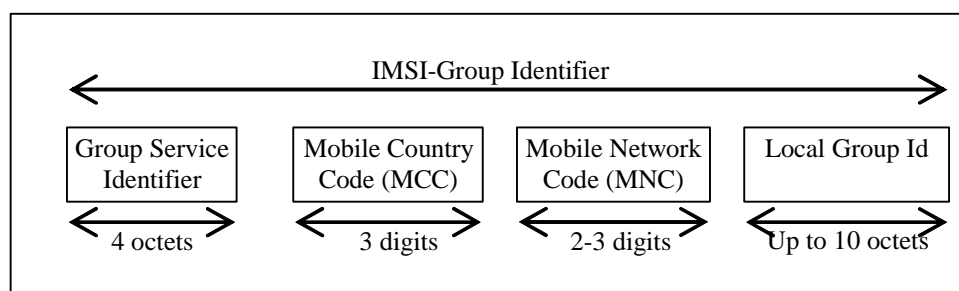 IMSI-Group Identifier
Group Service
Identifier
Mobile Country
Code (MCC)
Mobile Network
Code (MNC)
Local Group Id
4 octets
3 digits
2-3 digits
Up to 10 octets